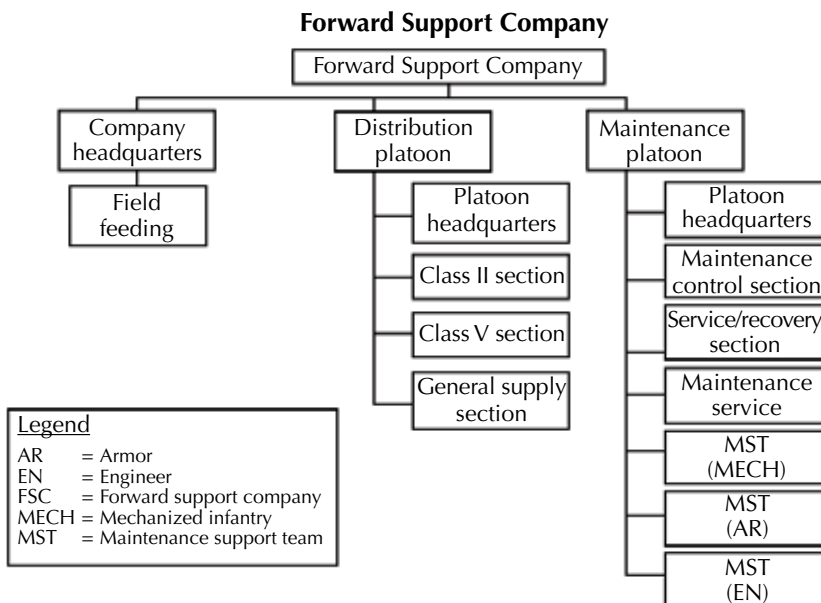 Forward Support Company
Forward Support Company
Company
headquarters
Field
feeding
Distribution
platoon
Platoon
headquarters
Class II section
Class V section
General supply
section
Maintenance
platoon
Platoon
headquarters
Maintenance
control section
Service/recovery
section
Maintenance
service
MST
(MECH)
MST
(AR)
MST
(EN)
Legend
AR = Armor
EN = Engineer
FSC = Forward support company
MECH = Mechanized infantry
MST = Maintenance support team